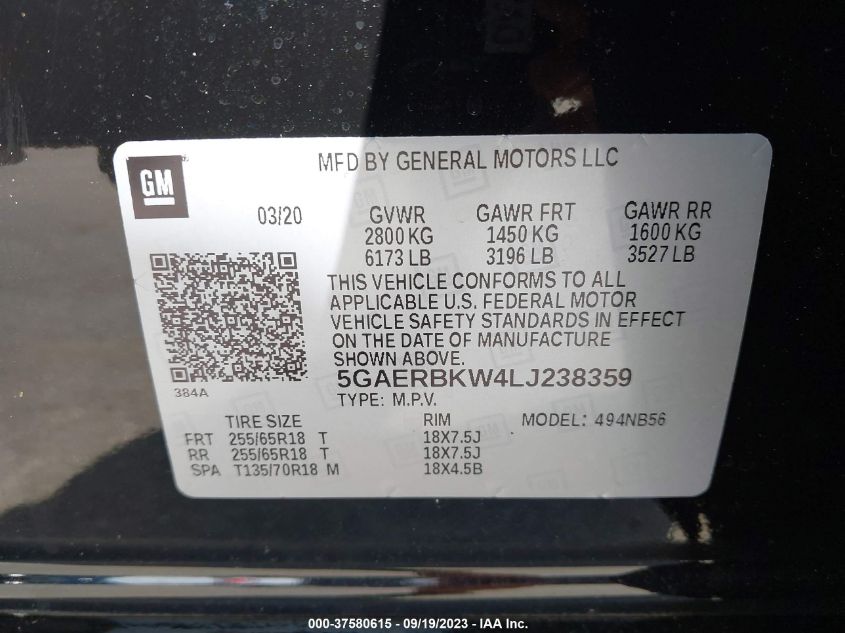 GM
MFD BY GENERAL MOTORS LLC
03/20 GVWR GAWR FRT GAWR RR
2800 KG 1450 KG 1600 KG
6173 LB 3196 LB 3527 LB
THIS VEHICLE CONFORMS TO ALL
APPLICABLE U.S. FEDERAL MOTOR
VEHICLE SAFETY STANDARDS IN EFFECT
ON THE DATE OF MANUFACTURE
SHOWN ABOVE.
384A
5GAERBKW4LJ238359
TYPE: M.P.V.
TIRE SIZE RIM MODEL: 494NB56
FRT 255/65R18 T 18X7.5J
RR 255/65R18 T 18X7.5J
SPA T135/70R18 M 18X4.5B
000-37580615 - 09/19/2023 - IAA Inc.